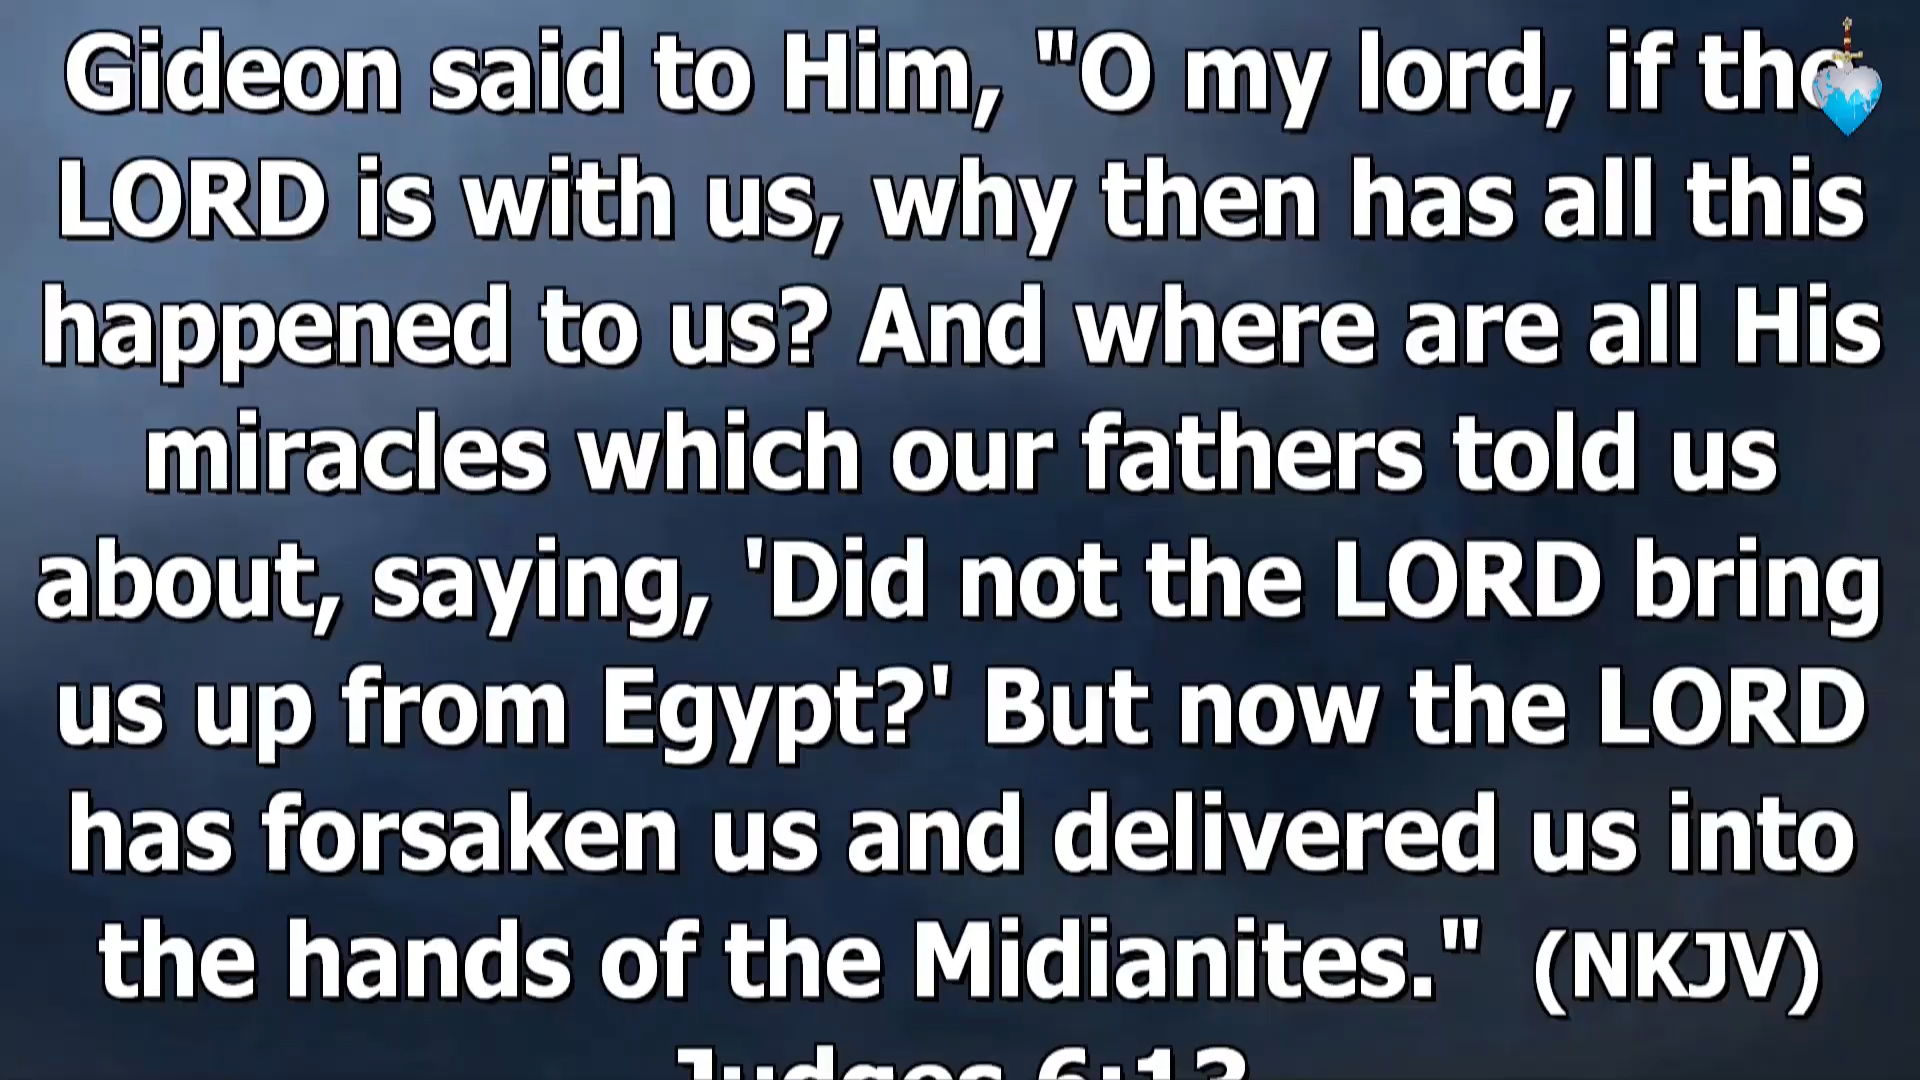 Gideon said to Him, "O my lord, if the
LORD is with us, why then has all this
happened to us? And where are all His
miracles which our fathers told us
about, saying, 'Did not the LORD bring
us up from Egypt?' But now the LORD
has forsaken us and delivered us into
the hands of the Midianites." (NKJV)
Judges 6:13